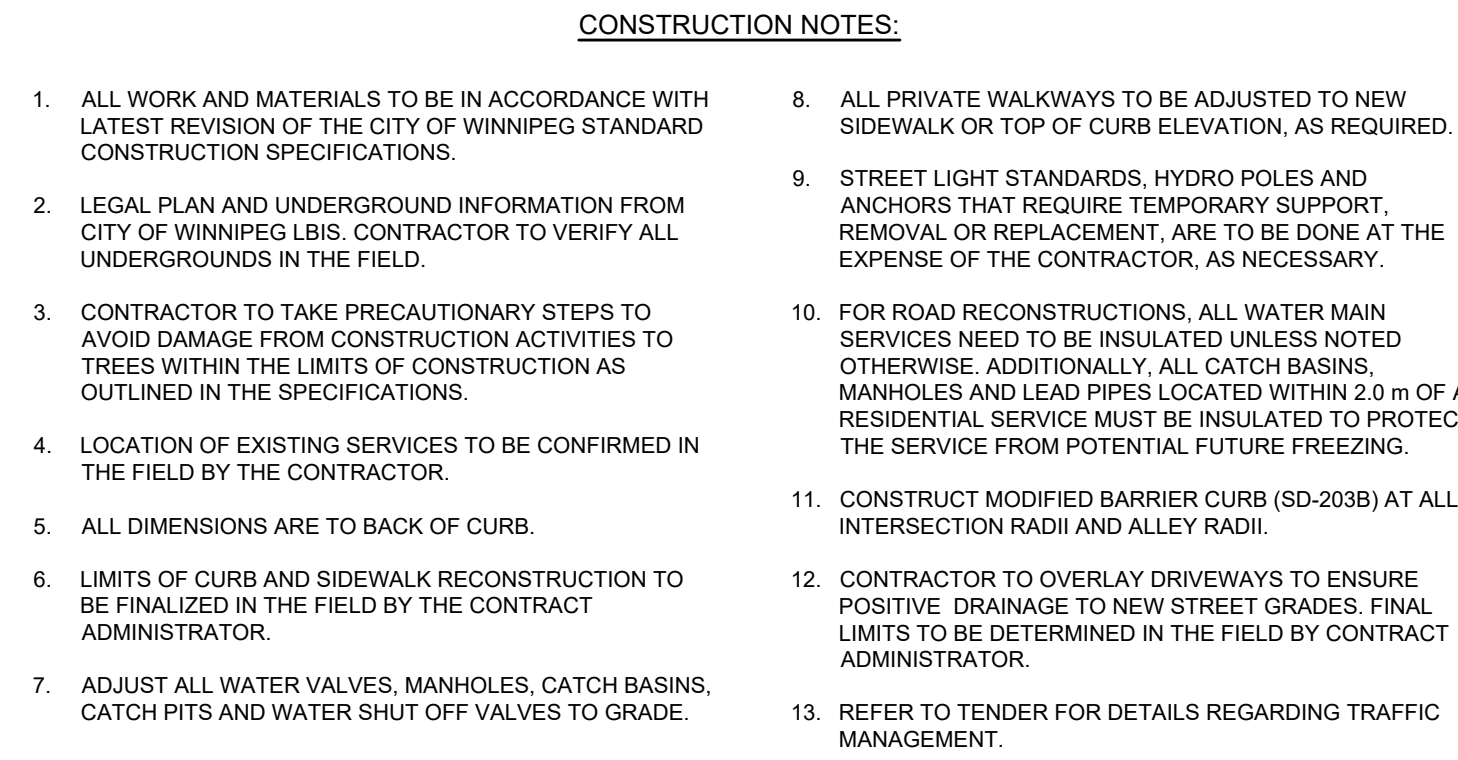 CONSTRUCTION NOTES:
1. ALL WORK AND MATERIALS TO BE IN ACCORDANCE WITH
LATEST REVISION OF THE CITY OF WINNIPEG STANDARD
CONSTRUCTION SPECIFICATIONS.
2. LEGAL PLAN AND UNDERGROUND INFORMATION FROM
CITY OF WINNIPEG LBIS. CONTRACTOR TO VERIFY ALL
UNDERGROUNDS IN THE FIELD.
3. CONTRACTOR TO TAKE PRECAUTIONARY STEPS TO
AVOID DAMAGE FROM CONSTRUCTION ACTIVITIES TO
TREES WITHIN THE LIMITS OF CONSTRUCTION AS
OUTLINED IN THE SPECIFICATIONS.
4. LOCATION OF EXISTING SERVICES TO BE CONFIRMED IN
THE FIELD BY THE CONTRACTOR.
5. ALL DIMENSIONS ARE TO BACK OF CURB.
6. LIMITS OF CURB AND SIDEWALK RECONSTRUCTION TO
BE FINALIZED IN THE FIELD BY THE CONTRACT
ADMINISTRATOR.
7. ADJUST ALL WATER VALVES, MANHOLES, CATCH BASINS,
CATCH PITS AND WATER SHUT OFF VALVES TO GRADE.
8. ALL PRIVATE WALKWAYS TO BE ADJUSTED TO NEW
SIDEWALK OR TOP OF CURB ELEVATION, AS REQUIRED.
9. STREET LIGHT STANDARDS, HYDRO POLES AND
ANCHORS THAT REQUIRE TEMPORARY SUPPORT,
REMOVAL OR REPLACEMENT, ARE TO BE DONE AT THE
EXPENSE OF THE CONTRACTOR, AS NECESSARY.
10. FOR ROAD RECONSTRUCTIONS, ALL WATER MAIN
SERVICES NEED TO BE INSULATED UNLESS NOTED
OTHERWISE. ADDITIONALLY, ALL CATCH BASINS,
MANHOLES AND LEAD PIPES LOCATED WITHIN 2.0 m OF A
RESIDENTIAL SERVICE MUST BE INSULATED TO PROTEC
THE SERVICE FROM POTENTIAL FUTURE FREEZING.
11. CONSTRUCT MODIFIED BARRIER CURB (SD-203B) AT ALL
INTERSECTION RADII AND ALLEY RADII.
12. CONTRACTOR TO OVERLAY DRIVEWAYS TO ENSURE
POSITIVE DRAINAGE TO NEW STREET GRADES. FINAL
LIMITS TO BE DETERMINED IN THE FIELD BY CONTRACT
ADMINISTRATOR.
13. REFER TO TENDER FOR DETAILS REGARDING TRAFFIC
MANAGEMENT.